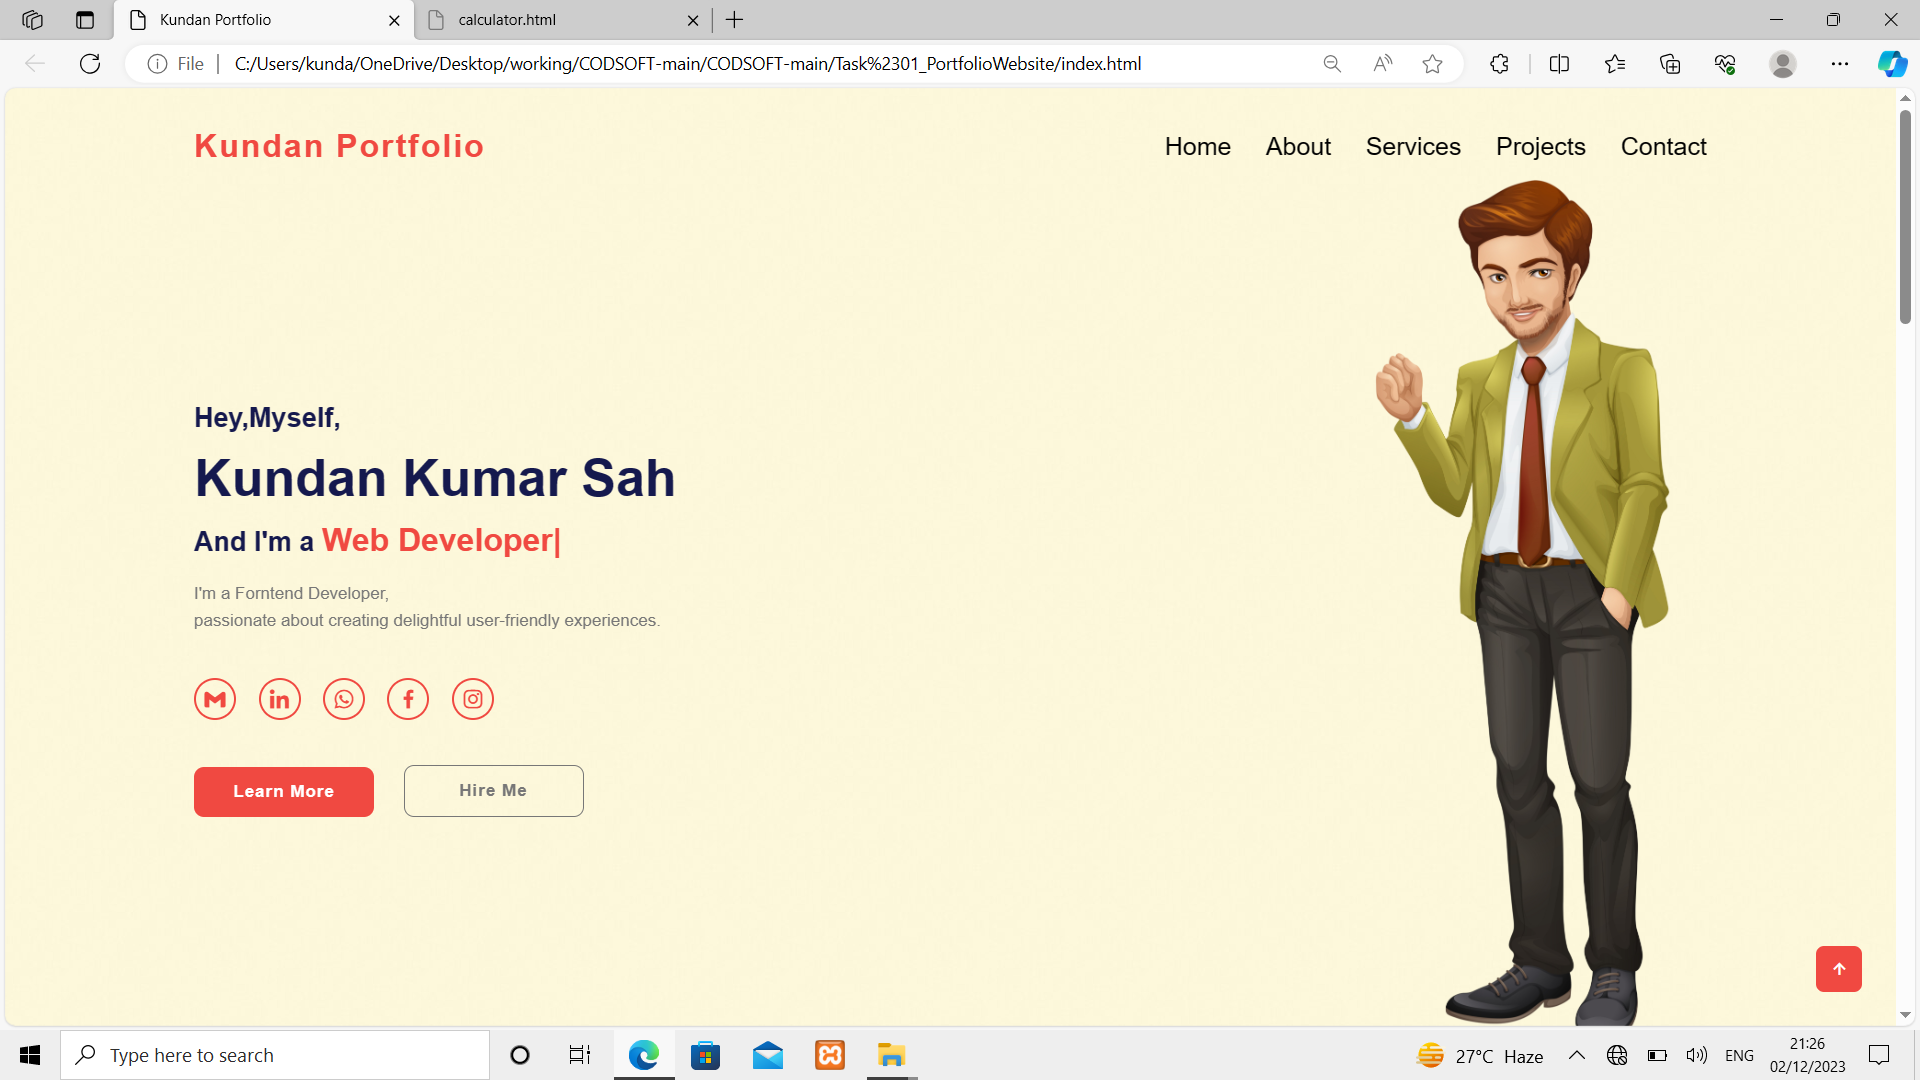 Kundan Portfolio
calculator.html
File
C:/Users/kunda/OneDrive/Desktop/working/CODSOFT-main/CODSOFT-main/Task%2301_PortfolioWebsite/index.html
Kundan Portfolio
Home About Services Projects Contact
Hey,Myself,
Kundan Kumar Sah
And I'm a Web Developer|
I'm a Forntend Developer,
passionate about creating delightful user-friendly experiences.
Learn More
Hire Me
Type here to search
27°C Haze
ENG
21:26
02/12/2023